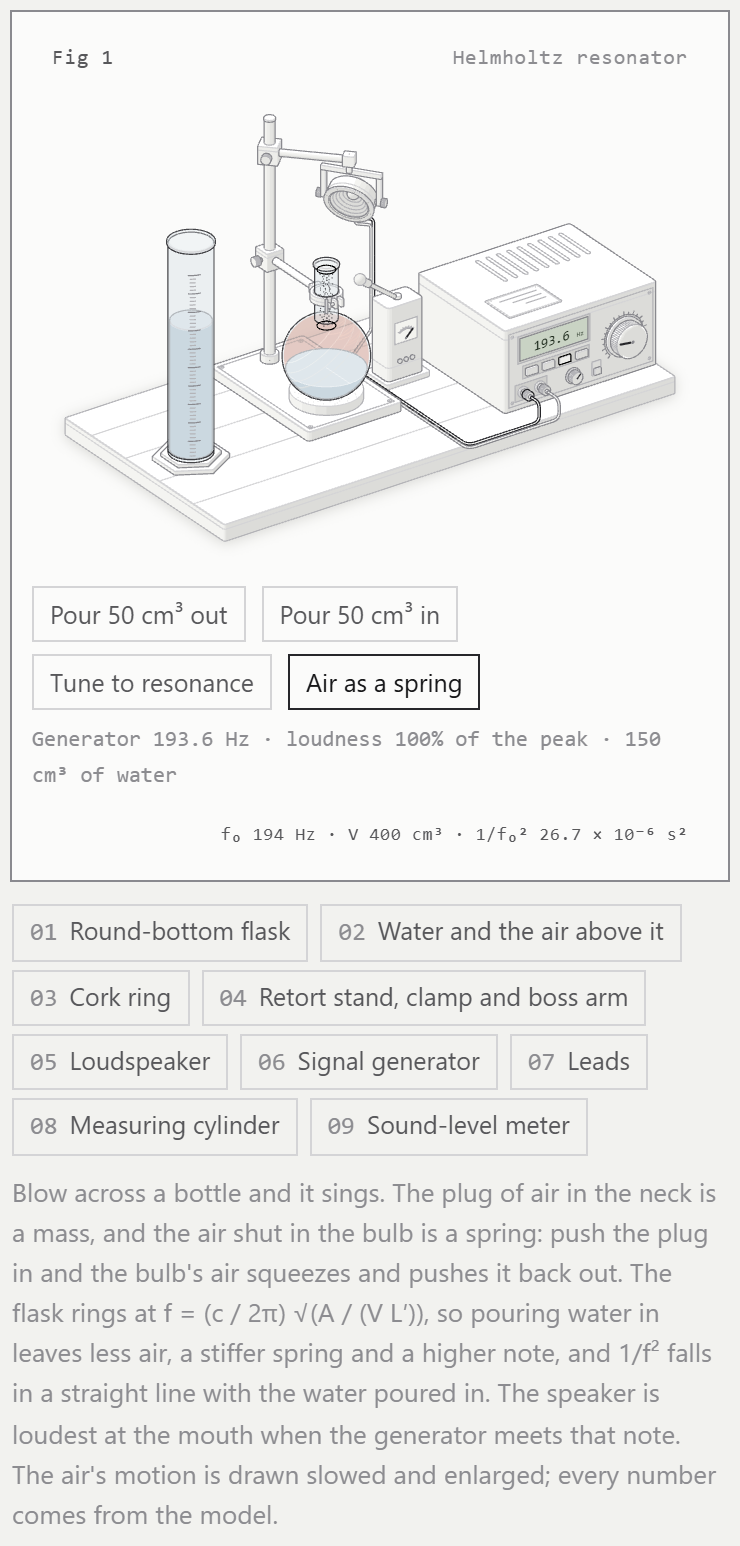 Fig 1
Helmholtz resonator
193.6 Hz
Pour 50 cm³ out
Pour 50 cm³ in
Tune to resonance
Air as a spring
Generator 193.6 Hz · loudness 100% of the peak · 150
cm³ of water
f₀ 194 Hz · V 400 cm³ · 1/f₀² 26.7 × 10⁻⁶ s²
01 Round-bottom flask
02 Water and the air above it
03 Cork ring
04 Retort stand, clamp and boss arm
05 Loudspeaker
06 Signal generator
07 Leads
08 Measuring cylinder
09 Sound-level meter
Blow across a bottle and it sings. The plug of air in the neck is
a mass, and the air shut in the bulb is a spring: push the plug
in and the bulb's air squeezes and pushes it back out. The
flask rings at f = (c / 2π) √(A / (V L′)), so pouring water in
leaves less air, a stiffer spring and a higher note, and 1/f² falls
in a straight line with the water poured in. The speaker is
loudest at the mouth when the generator meets that note.
The air's motion is drawn slowed and enlarged; every number
comes from the model.